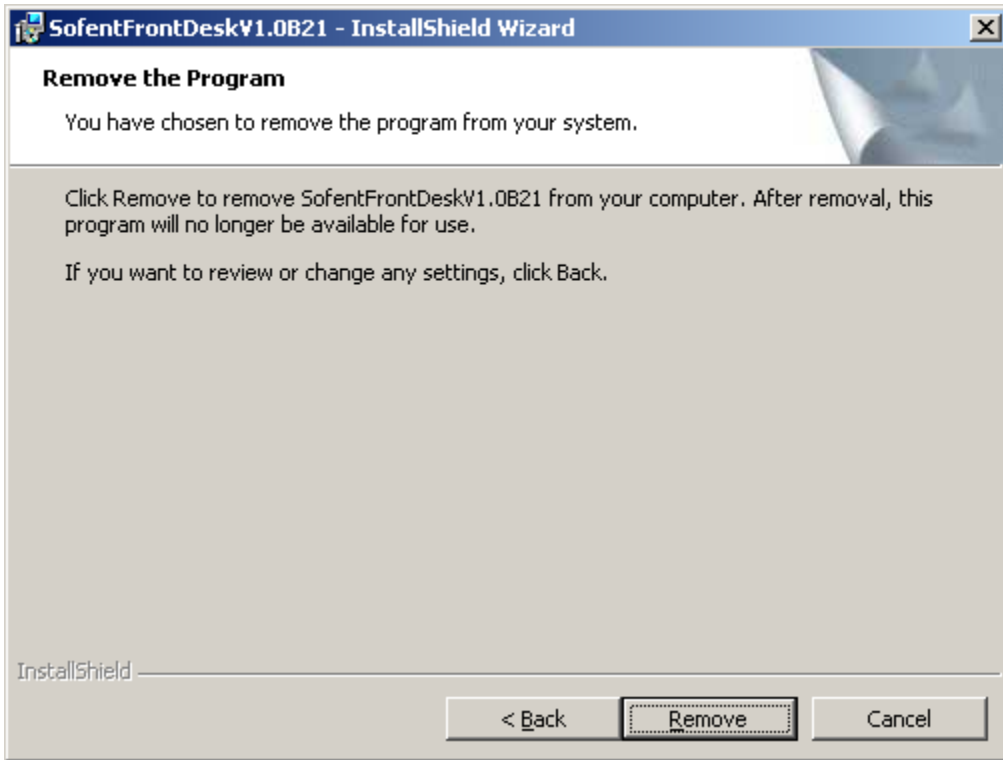 SofentFrontDeskV1.0B21 - InstallShield Wizard
Remove the Program
You have chosen to remove the program from your system.
Click Remove to remove SofentFrontDeskV1.0B21 from your computer. After removal, this
program will no longer be available for use.
If you want to review or change any settings, click Back.
InstallShield
< Back Remove Cancel